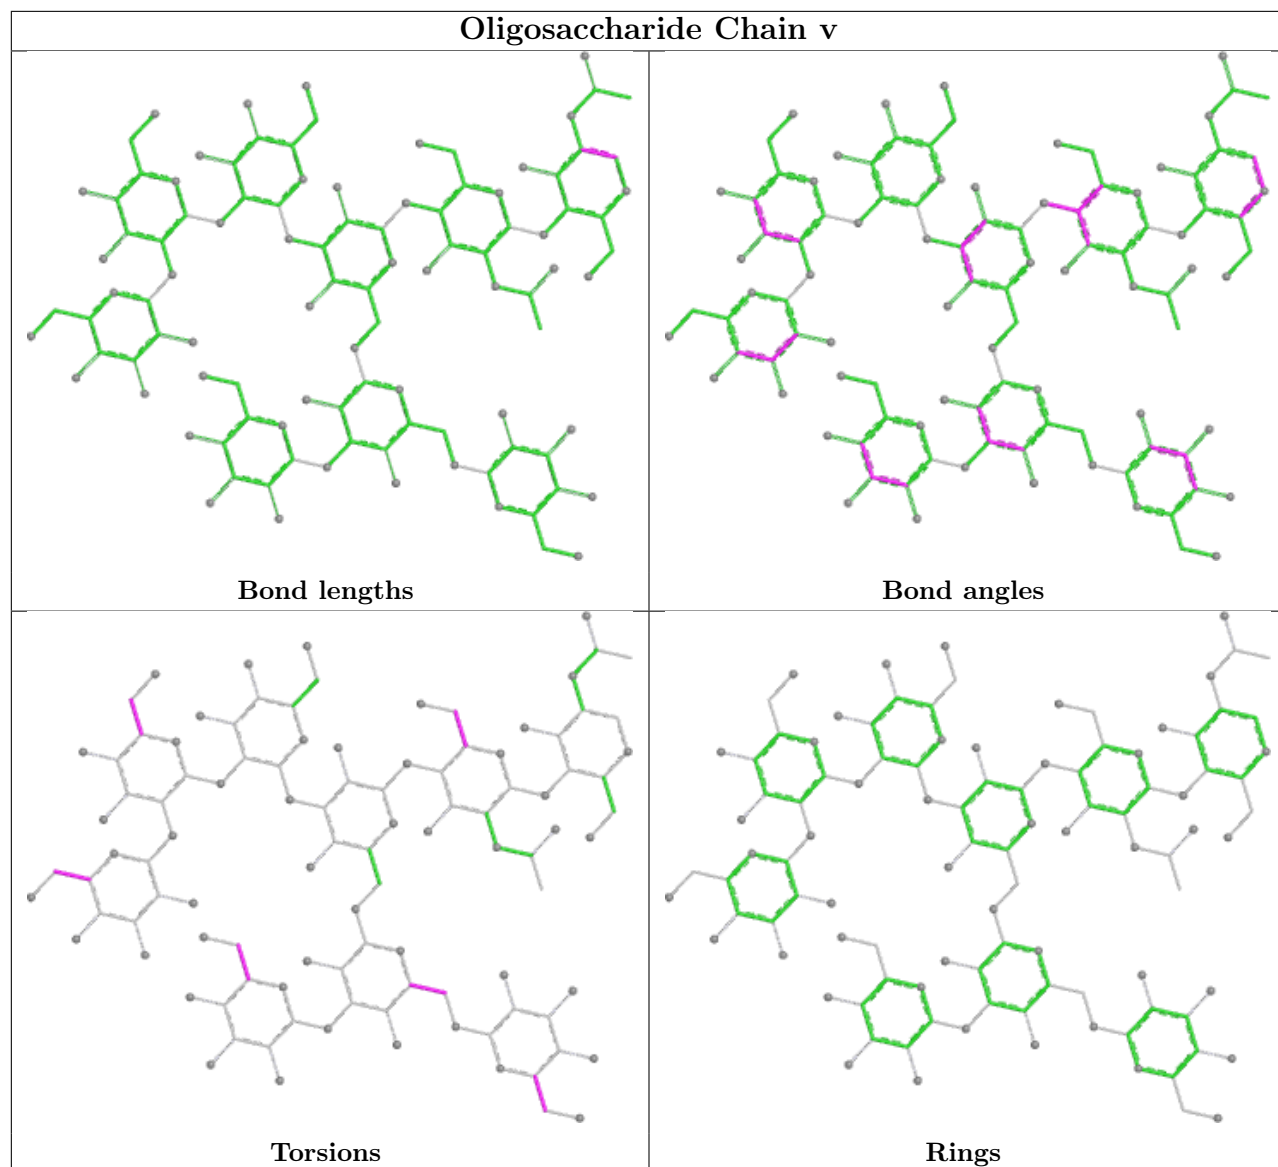 Oligosaccharide Chain v
Bond lengths
Bond angles
Torsions
Rings